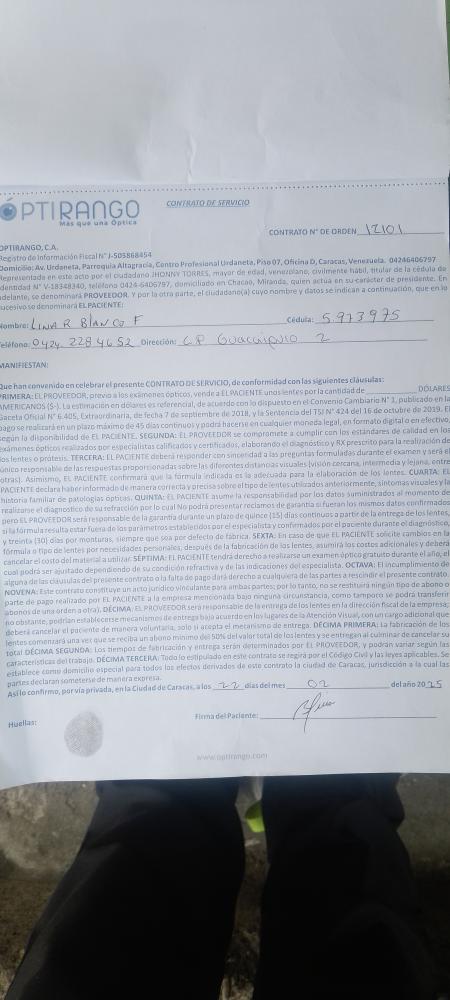 ÓPTIRANGO
Más que una Óptica
CONTRATO DE SERVICIO
CONTRATO N° DE ORDEN 12101
OPTIRANGO, C.A.
Registro de Información Fiscal N° J-505868454
Domicilio: Av. Urdaneta, Parroquia Altagracia, Centro Profesional Urdaneta, Piso 07, Oficina D, Caracas, Venezuela. 04246406797
Representada en este acto por el ciudadano JHONNY TORRES, mayor de edad, venezolano, civilmente hábil, titular de la cédula de
identidad N° V-18348340, teléfono 0424-6406797, domiciliado en Chacao, Miranda, quien actúa en su carácter de presidente. En
adelante, se denominará PROVEEDOR. Y por la otra parte, el ciudadano(a) cuyo nombre y datos se indican a continuación, que en lo
sucesivo se denominará EL PACIENTE:
Nombre: LINA R BlAnco F Cédula: 5.973975
Teléfono: 0424. 228 46 52 Dirección: 2
MANIFIESTAN:
Que han convenido en celebrar el presente CONTRATO DE SERVICIO, de conformidad con las siguientes cláusulas:
PRIMERA: EL PROVEEDOR, previo a los exámenes ópticos, vende a EL PACIENTE unos lentes por la cantidad de DÓLARES
AMERICANOS ($-). La estimación en dólares es referencial, de acuerdo con lo dispuesto en el Convenio Cambiario N° 1, publicado en la
Gaceta Oficial N° 6.405, Extraordinaria, de fecha 7 de septiembre de 2018, y la Sentencia del TSJ N° 424 del 16 de octubre de 2019. El
pago se realizará en un plazo máximo de 45 días continuos y podrá hacerse en cualquier moneda legal, en formato digital o en efectivo,
según la disponibilidad de EL PACIENTE. SEGUNDA: EL PROVEEDOR se compromete a cumplir con los estándares de calidad en los
exámenes ópticos realizados por especialistas calificados y certificados, elaborando el diagnóstico y RX prescrito para la realización de
los lentes o prótesis. TERCERA: EL PACIENTE deberá responder con sinceridad a las preguntas formuladas durante el examen y será el
único responsable de las respuestas proporcionadas sobre las diferentes distancias visuales (visión cercana, intermedia y lejana, entre
otras). Asimismo, EL PACIENTE confirmará que la fórmula indicada es la adecuada para la elaboración de los lentes. CUARTA: EL
PACIENTE declara haber informado de manera correcta y precisa sobre el tipo de lentes utilizados anteriormente, síntomas visuales y la
historia familiar de patologías ópticas. QUINTA: EL PACIENTE asume la responsabilidad por los datos suministrados al momento de
realizarse el diagnóstico de su refracción por lo cual No podrá presentar reclamos de garantía si fueran los mismos datos confirmados
pero EL PROVEEDOR será responsable de la garantía durante un plazo de quince (15) días continuos a partir de la entrega de los lentes,
si la fórmula resulta estar fuera de los parámetros establecidos por el especialista y confirmados por el paciente durante el diagnóstico,
y treinta (30) días por monturas, siempre que sea por defecto de fábrica. SEXTA: En caso de que EL PACIENTE solicite cambios en la
fórmula o tipo de lentes por necesidades personales, después de la fabricación de los lentes, asumirá los costos adicionales y deberá
cancelar el costo del material a utilizar. SÉPTIMA: EL PACIENTE tendrá derecho a realizarse un examen óptico gratuito durante el año, el
cual podrá ser ajustado dependiendo de su condición refractiva y de las indicaciones del especialista. OCTAVA: El incumplimiento de
alguna de las cláusulas del presente contrato o la falta de pago dará derecho a cualquiera de las partes a rescindir el presente contrato.
NOVENA: Este contrato constituye un acto jurídico vinculante para ambas partes; por lo tanto, no se restituirá ningún tipo de abono o
parte de pago realizado por EL PACIENTE a la empresa mencionada bajo ninguna circunstancia, como tampoco se podrá transferir
abonos de una orden a otra). DÉCIMA: EL PROVEEDOR será responsable de la entrega de los lentes en la dirección fiscal de la empresa;
no obstante, podrían establecerse mecanismos de entrega bajo acuerdo en los lugares de la Atención Visual, con un cargo adicional que
deberá cancelar el paciente de manera voluntaria, solo si acepta el mecanismo de entrega. DÉCIMA PRIMERA: La fabricación de los
lentes comenzará una vez que se reciba un abono mínimo del 50% del valor total de los lentes y se entregan al culminar de cancelar su
total DÉCIMA SEGUNDA: Los tiempos de fabricación y entrega serán determinados por EL PROVEEDOR, y podrán variar según las
características del trabajo. DÉCIMA TERCERA: Todo lo estipulado en este contrato se regirá por el Código Civil y las leyes aplicables. Se
establece como domicilio especial para todos los efectos derivados de este contrato la ciudad de Caracas, jurisdicción a la cual las
partes declaran someterse de manera expresa.
Así lo confirmo, por vía privada, en la Ciudad de Caracas, a los 22 días del mes 02 del año 2025
Firma del Paciente:
Huellas:
www.optirango.com